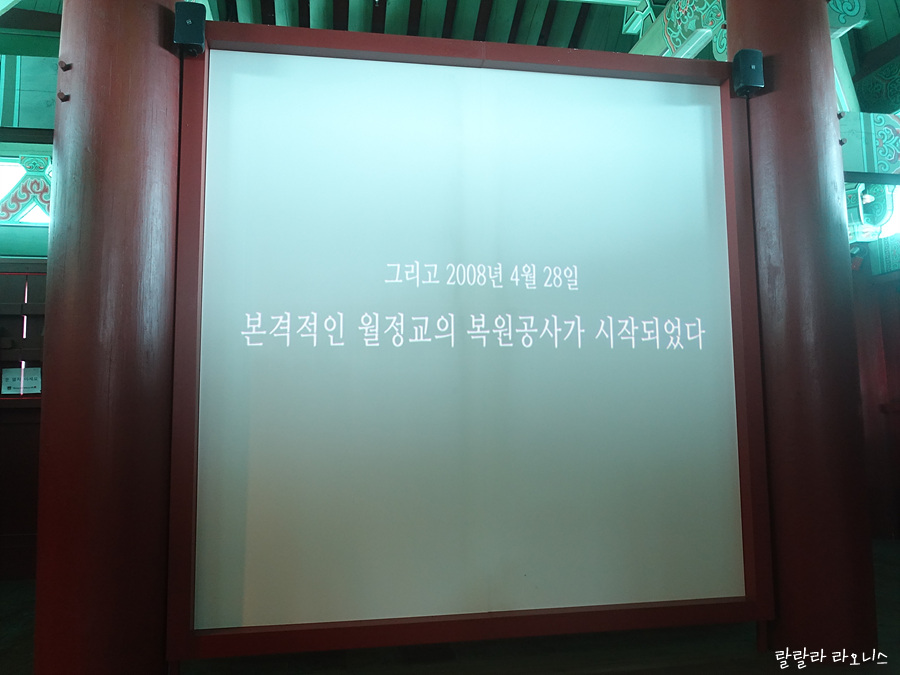 그리고 2008년 4월 28일
본격적인 월정교의 복원공사가 시작되었다
랄랄라 라오니스